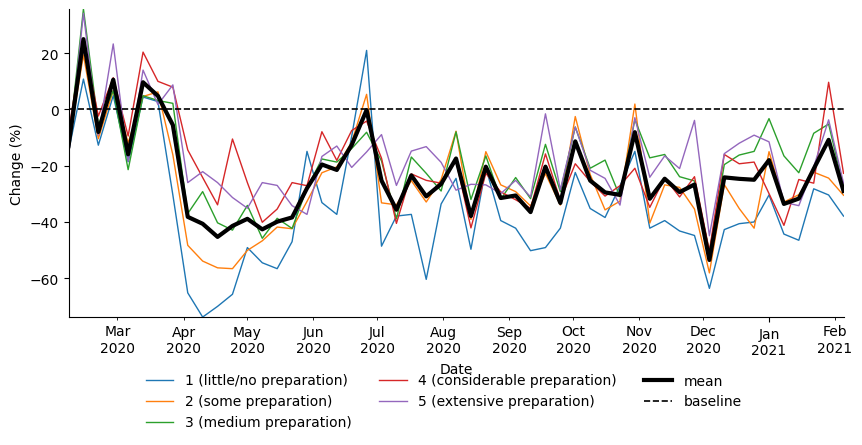 20
0
−20
−40
−60
Change (%)
Mar 2020
Apr 2020
May 2020
Jun 2020
Jul 2020
Aug 2020
Sep 2020
Oct 2020
Nov 2020
Dec 2020
Jan 2021
Feb 2021
Date
1 (little/no preparation)
2 (some preparation)
3 (medium preparation)
4 (considerable preparation)
5 (extensive preparation)
mean
baseline